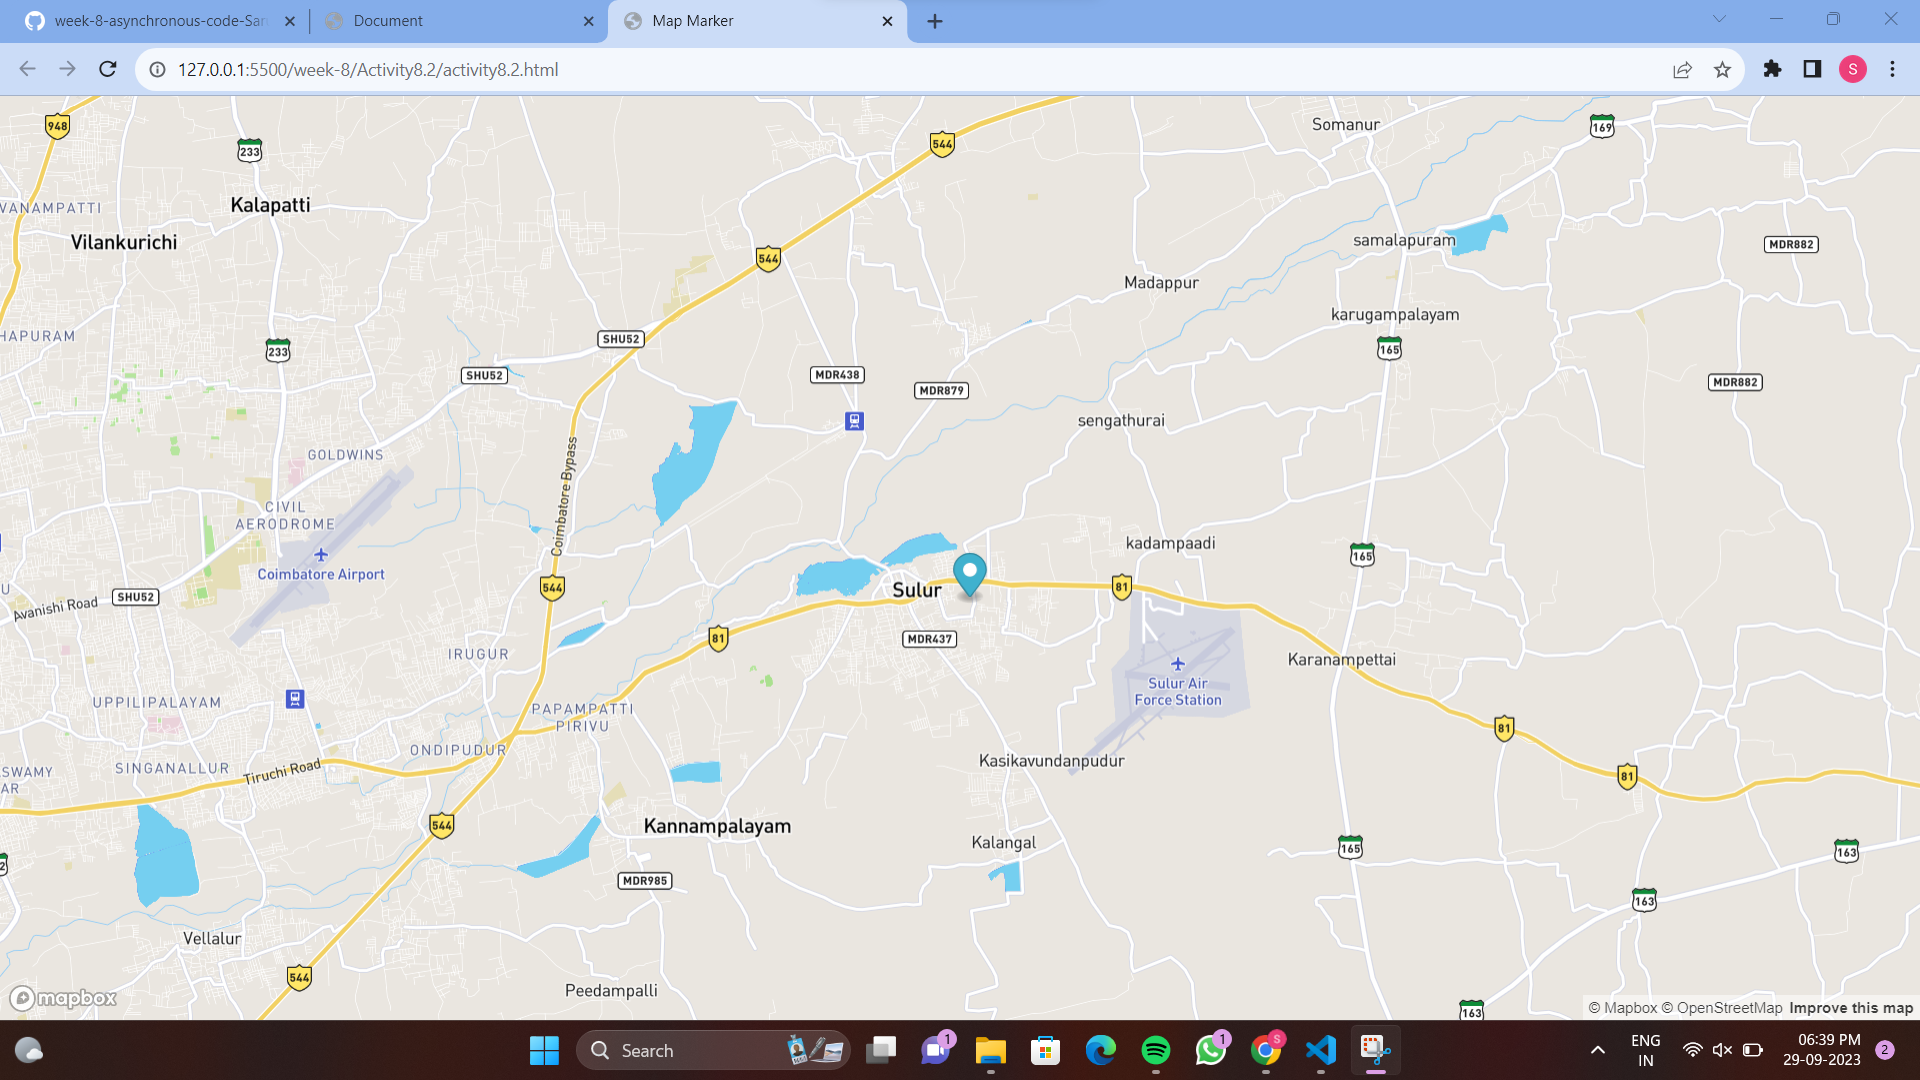 week-8-asynchronous-code-San
Document
Map Marker
127.0.0.1:5500/week-8/Activity8.2/activity8.2.html
S
948
233
544
Somanur
169
VANAMPATTI
Kalapatti
Vilankurichi
544
samalapuram
MDR882
Madappur
HAPURAM
233
SHU52
karugampalayam
165
SHU52
MDR438
MDR879
MDR882
sengathurai
GOLDWINS
Coimbatore Bypass
CIVIL
AERODROME
kadampaadi
165
Coimbatore Airport
U
SHU52
Avanishi Road
544
Sulur
81
81
MDR437
IRUGUR
Karanampettai
Sulur Air
Force Station
UPPILIPALAYAM
PAPAMPATTI
PIRIVU
81
ONDIPUDUR
Kasikavundanpudur
SWAMY
AR
SINGANALLUR
Tiruchi Road
81
544
Kannampalayam
Kalangal
165
163
2
MDR985
163
Vellalur
544
Peedampalli
mapbox
© Mapbox © OpenStreetMap Improve this map
163
Search
1
1
S
ENG
IN
06:39 PM
29-09-2023
2